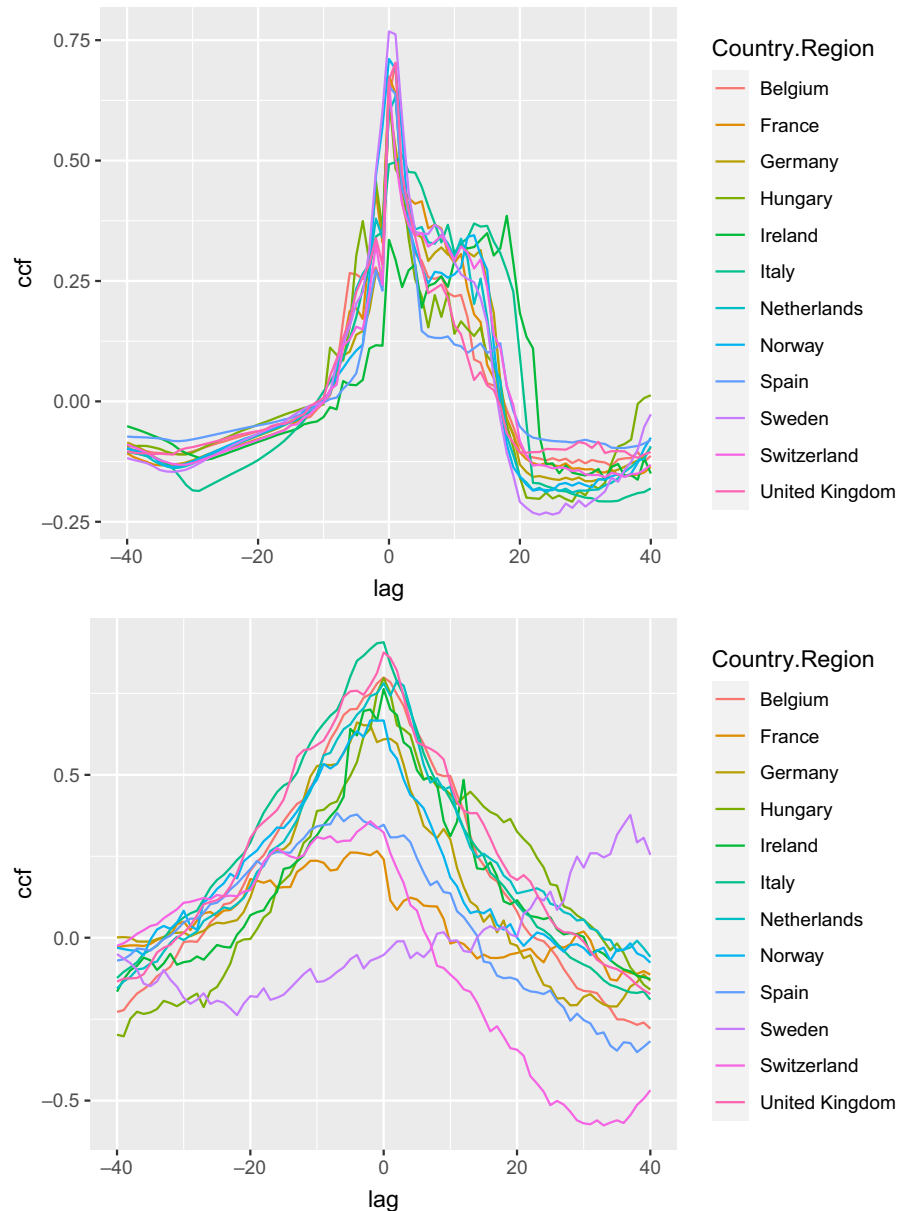 0.75
0.50
0.25
0.00
–0.25
ccf
–40
–20
0
20
40
lag
Country.Region
Belgium
France
Germany
Hungary
Ireland
Italy
Netherlands
Norway
Spain
Sweden
Switzerland
United Kingdom
0.5
0.0
–0.5
ccf
–40
–20
0
20
40
lag
Country.Region
Belgium
France
Germany
Hungary
Ireland
Italy
Netherlands
Norway
Spain
Sweden
Switzerland
United Kingdom